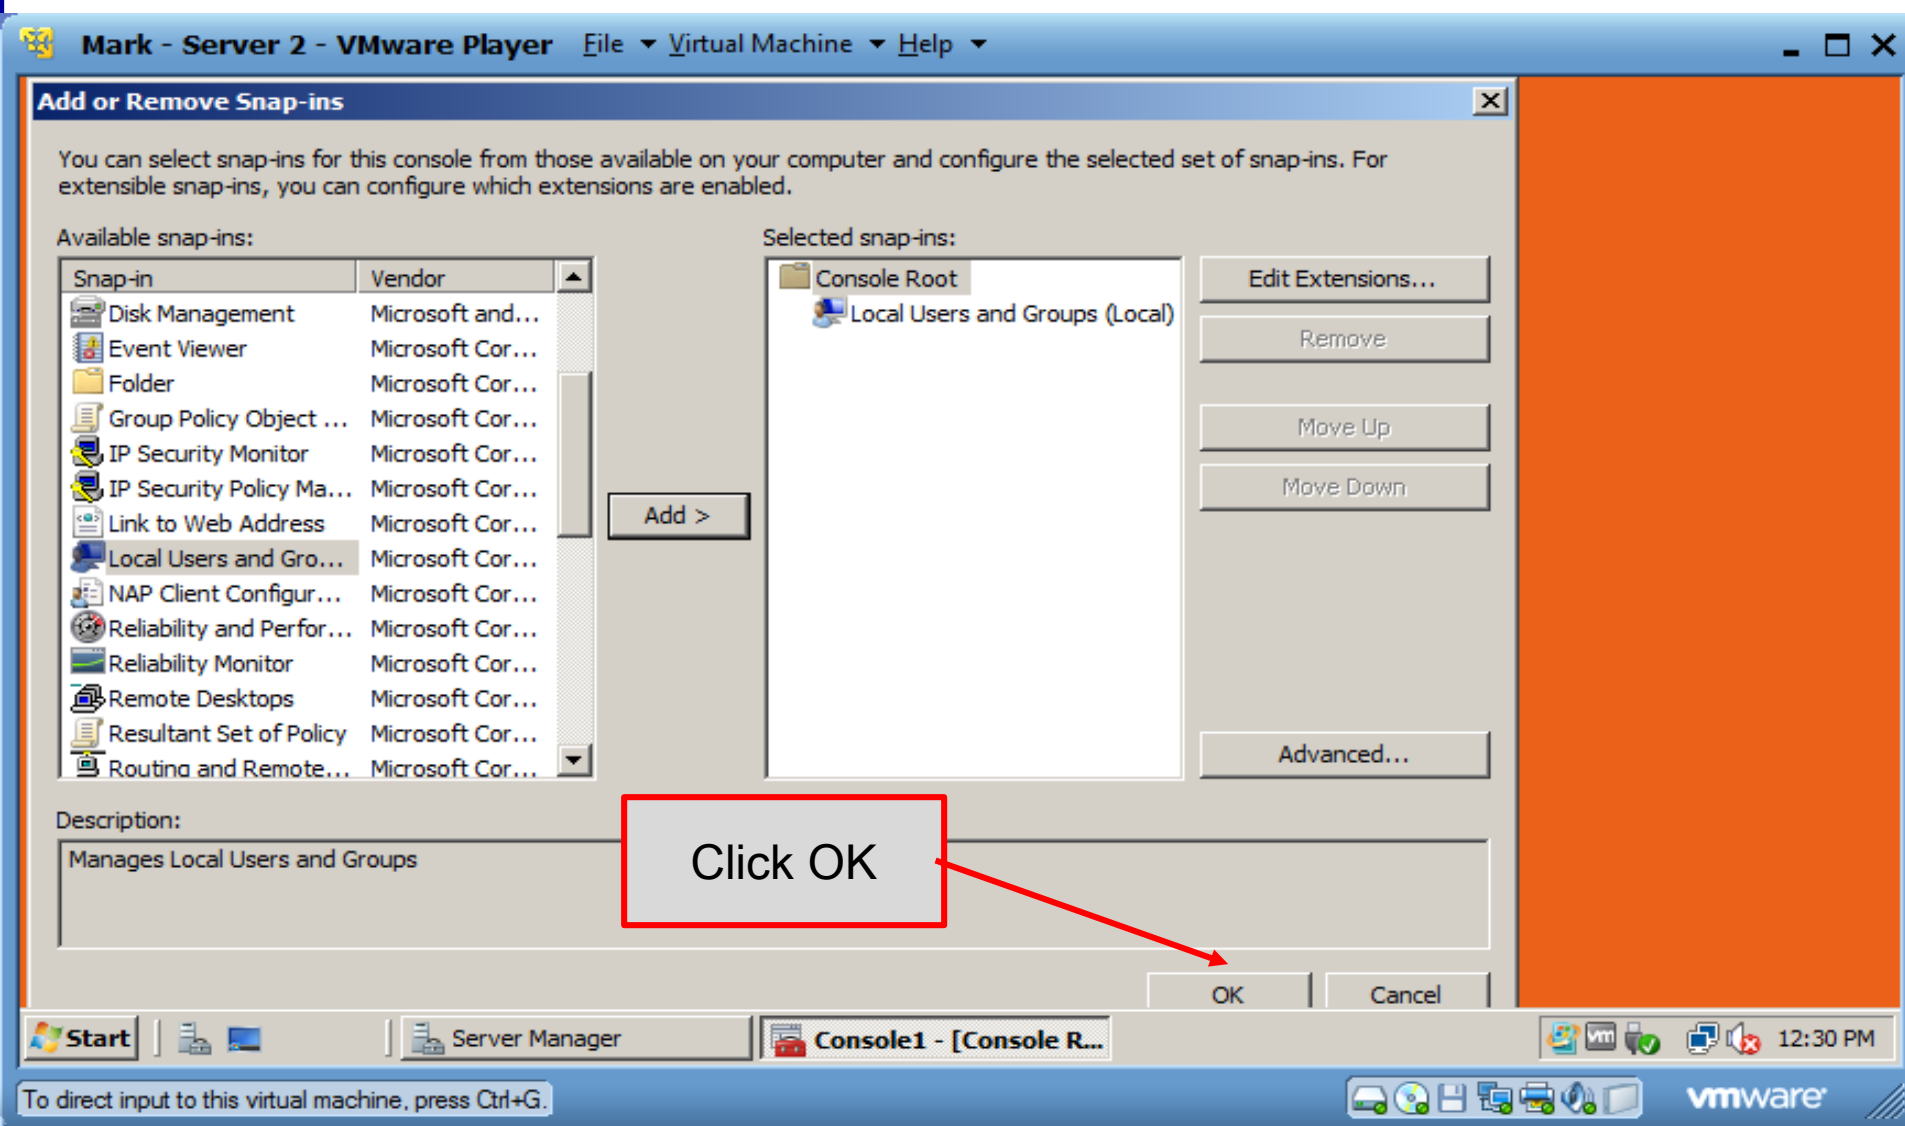 Mark - Server 2 - VMware Player File Virtual Machine Help
Add or Remove Snap-ins
You can select snap-ins for this console from those available on your computer and configure the selected set of snap-ins. For
extensible snap-ins, you can configure which extensions are enabled.
Available snap-ins:
Snap-in Vendor
Disk Management Microsoft and...
Event Viewer Microsoft Cor...
Folder Microsoft Cor...
Group Policy Object ... Microsoft Cor...
IP Security Monitor Microsoft Cor...
IP Security Policy Ma... Microsoft Cor...
Link to Web Address Microsoft Cor...
Local Users and Gro... Microsoft Cor...
NAP Client Configur... Microsoft Cor...
Reliability and Perfor... Microsoft Cor...
Reliability Monitor Microsoft Cor...
Remote Desktops Microsoft Cor...
Resultant Set of Policy Microsoft Cor...
Routing and Remote... Microsoft Cor...
Add >
Selected snap-ins:
Console Root
Local Users and Groups (Local)
Edit Extensions...
Remove
Move Up
Move Down
Advanced...
Description:
Manages Local Users and Groups
Click OK
OK Cancel
Start Server Manager Console1 - [Console R... vm 12:30 PM
To direct input to this virtual machine, press Ctrl+G. vmware